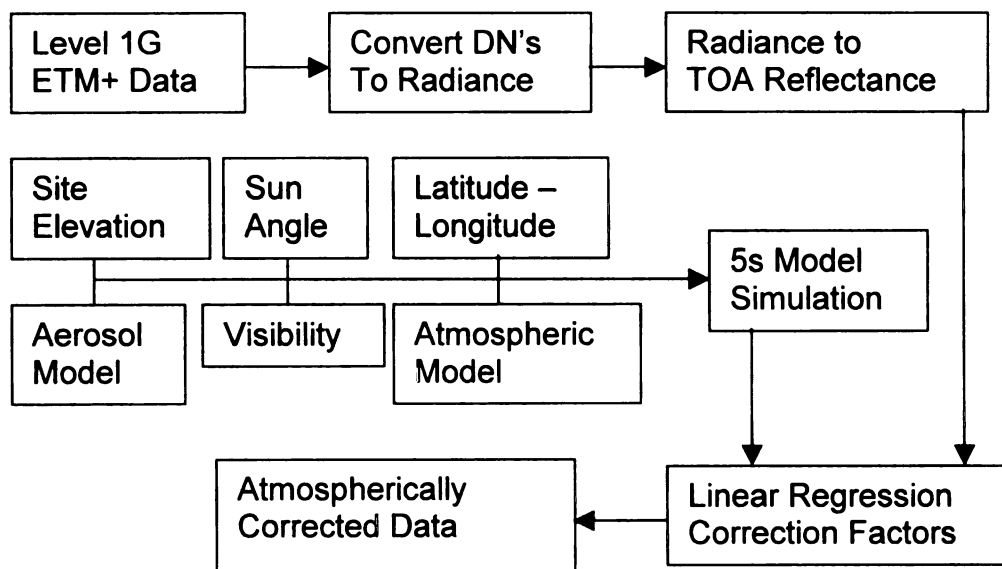 Level 1G
ETM+ Data
Convert DN's
To Radiance
Radiance to
TOA Reflectance
Site
Elevation
Sun
Angle
Latitude –
Longitude
5s Model
Simulation
Aerosol
Model
Visibility
Atmospheric
Model
Atmospherically
Corrected Data
Linear Regression
Correction Factors